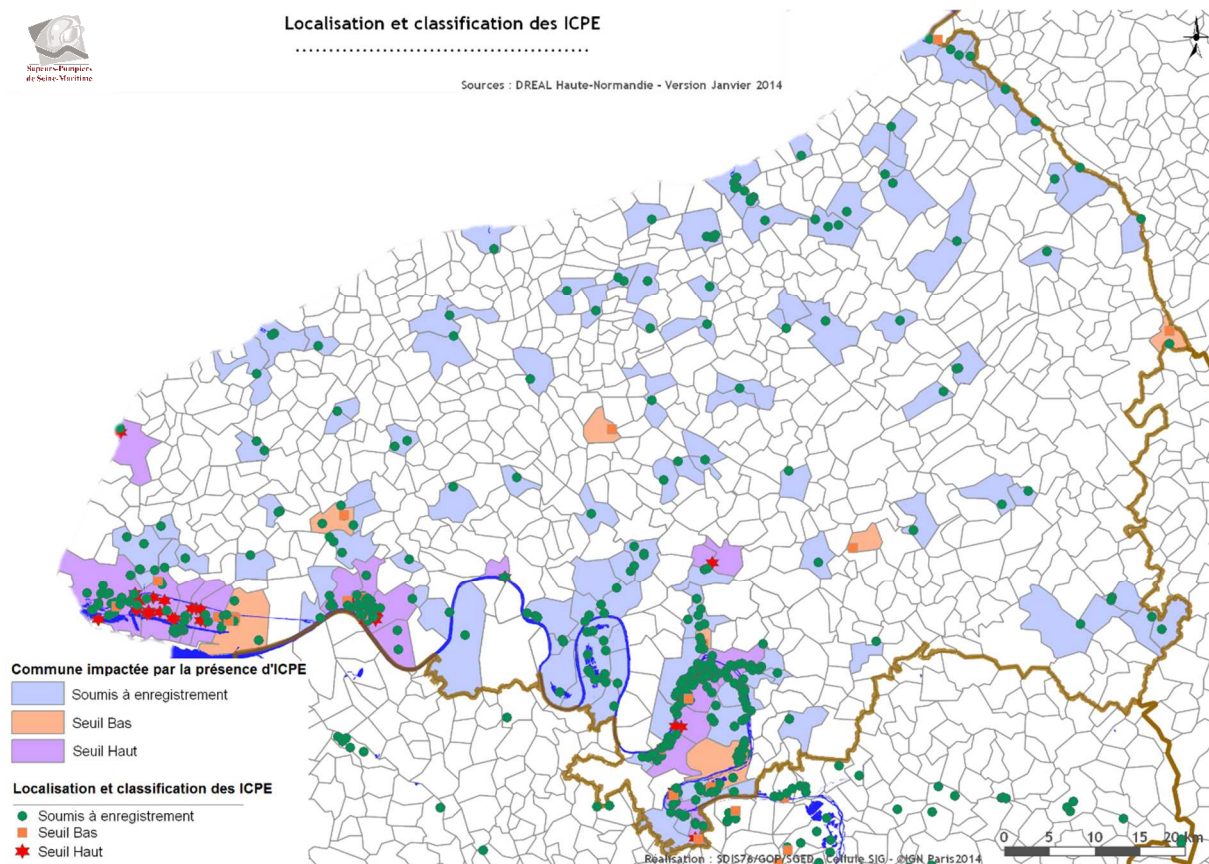 Localisation et classification des ICPE
Sapeurs-Pompiers
de Seine-Maritime
Sources : DREAL Haute-Normandie - Version Janvier 2014
Commune impactée par la présence d'ICPE
Soumis à enregistrement
Seuil Bas
Seuil Haut
Localisation et classification des ICPE
Soumis à enregistrement
Seuil Bas
Seuil Haut
0 5 10 15 20 km
Réalisation : SDIS76/GOP/SGED - Cellule SIG - ©IGN Paris2014